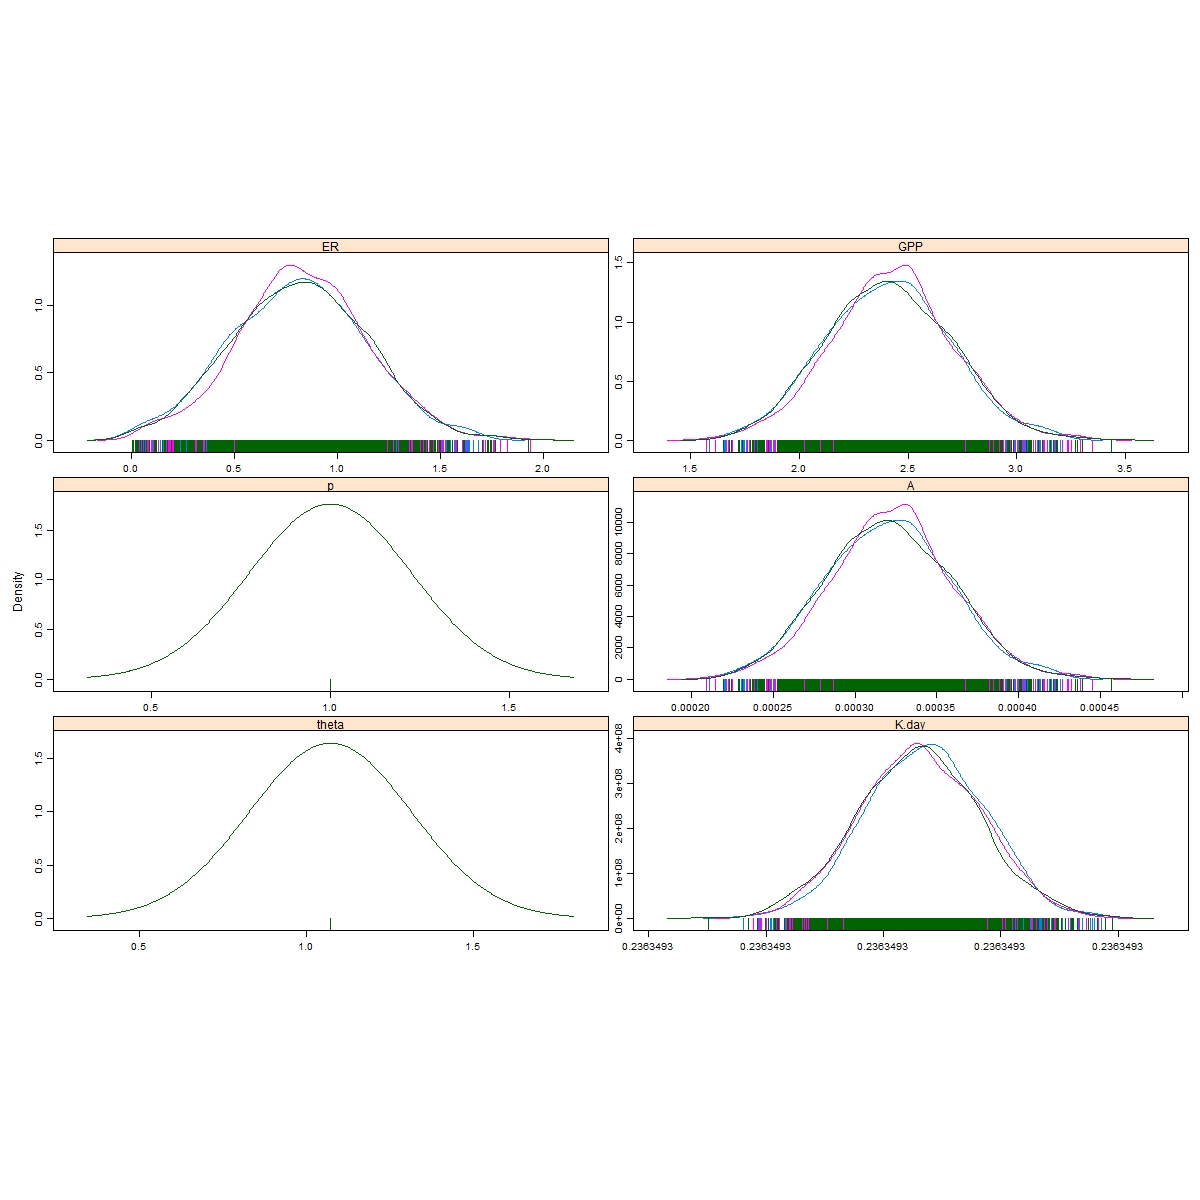 ER
GPP
0.0 0.5 1.0
0.0 0.5 1.0 1.5
0.0 0.5 1.0 1.5 2.0
1.5 2.0 2.5 3.0 3.5
p
A
Density
0.0 0.5 1.0 1.5
0 2000 4000 6000 8000 10000
0.5 1.0 1.5
0.00020 0.00025 0.00030 0.00035 0.00040 0.00045
theta
K.day
0.0 0.5 1.0 1.5
0e+00 1e+08 2e+08 3e+08 4e+08
0.5 1.0 1.5
0.2363493 0.2363493 0.2363493 0.2363493 0.2363493